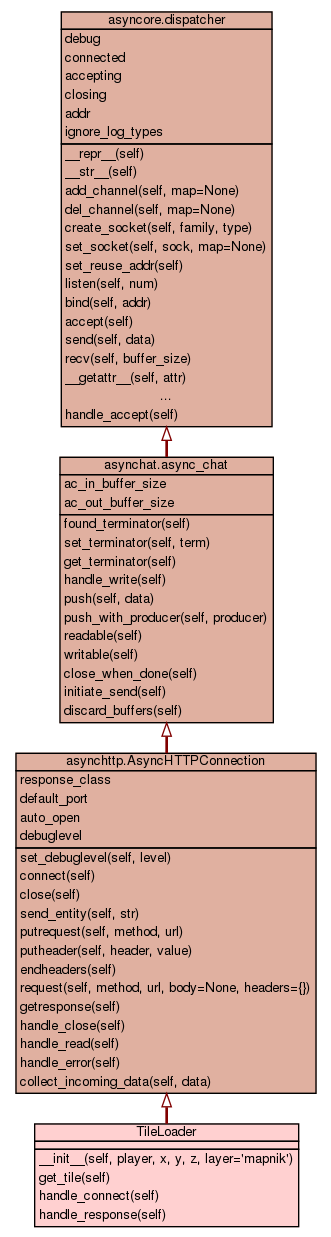 asyncore.dispatcher
debug
connected
accepting
closing
addr
ignore_log_types
__repr__(self)
__str__(self)
add_channel(self, map=None)
del_channel(self, map=None)
create_socket(self, family, type)
set_socket(self, sock, map=None)
set_reuse_addr(self)
listen(self, num)
bind(self, addr)
accept(self)
send(self, data)
recv(self, buffer_size)
__getattr__(self, attr)
...
handle_accept(self)
asynchat.async_chat
ac_in_buffer_size
ac_out_buffer_size
found_terminator(self)
set_terminator(self, term)
get_terminator(self)
handle_write(self)
push(self, data)
push_with_producer(self, producer)
readable(self)
writable(self)
close_when_done(self)
initiate_send(self)
discard_buffers(self)
asynchttp.AsyncHTTPConnection
response_class
default_port
auto_open
debuglevel
set_debuglevel(self, level)
connect(self)
close(self)
send_entity(self, str)
putrequest(self, method, url)
putheader(self, header, value)
endheaders(self)
request(self, method, url, body=None, headers={})
getresponse(self)
handle_close(self)
handle_read(self)
handle_error(self)
collect_incoming_data(self, data)
TileLoader
__init__(self, player, x, y, z, layer='mapnik')
get_tile(self)
handle_connect(self)
handle_response(self)